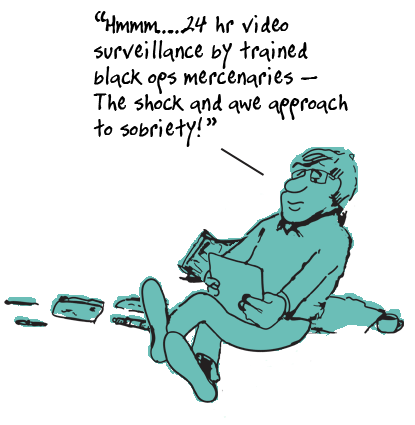 "Hmmm.....24 hr video
surveillance by trained
black ops mercenaries –
The shock and awe approach
to sobriety!"